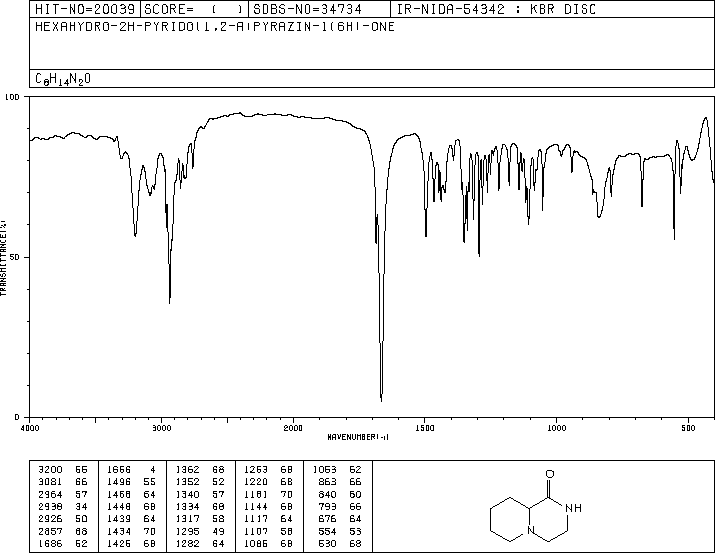 HIT-NO=20039 SCORE= ( ) SDBS-NO=34734 IR-NIDA-54342 : KBR DISC
HEXAHYDRO-2H-PYRIDO(1,2-A)PYRAZIN-1(6H)-ONE
C8H14N2O
100
50
0
TRANSMITTANCE(%)
4000 3000 2000 1500 1000 500
WAVENUMBER(-1)
3200 55 1666 4 1362 68 1253 68 1053 62
3081 66 1496 55 1352 52 1220 68 863 66
2964 57 1468 64 1340 57 1181 70 840 60
2938 34 1448 68 1334 68 1144 68 793 66
2926 50 1439 64 1317 58 1117 64 676 64
2857 68 1434 70 1295 49 1107 58 554 53
1686 52 1426 68 1282 64 1086 68 530 68
O
NH
N